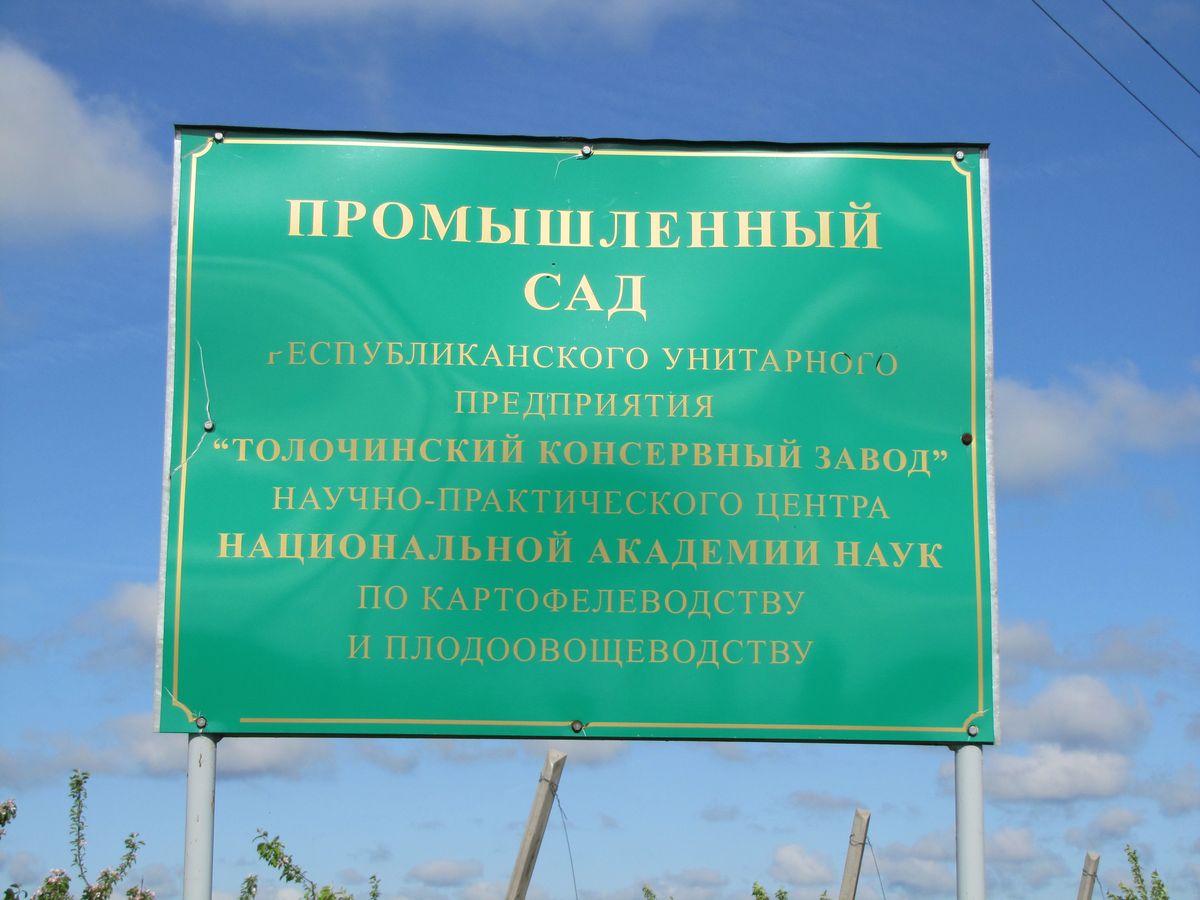 ПРОМЫШЛЕННЫЙ
САД
РЕСПУБЛИКАНСКОГО УНИТАРНОГО
ПРЕДПРИЯТИЯ
“ТОЛОЧИНСКИЙ КОНСЕРВНЫЙ ЗАВОД”
НАУЧНО-ПРАКТИЧЕСКОГО ЦЕНТРА
НАЦИОНАЛЬНОЙ АКАДЕМИИ НАУК
ПО КАРТОФЕЛЕВОДСТВУ
И ПЛОДООВОЩЕВОДСТВУ